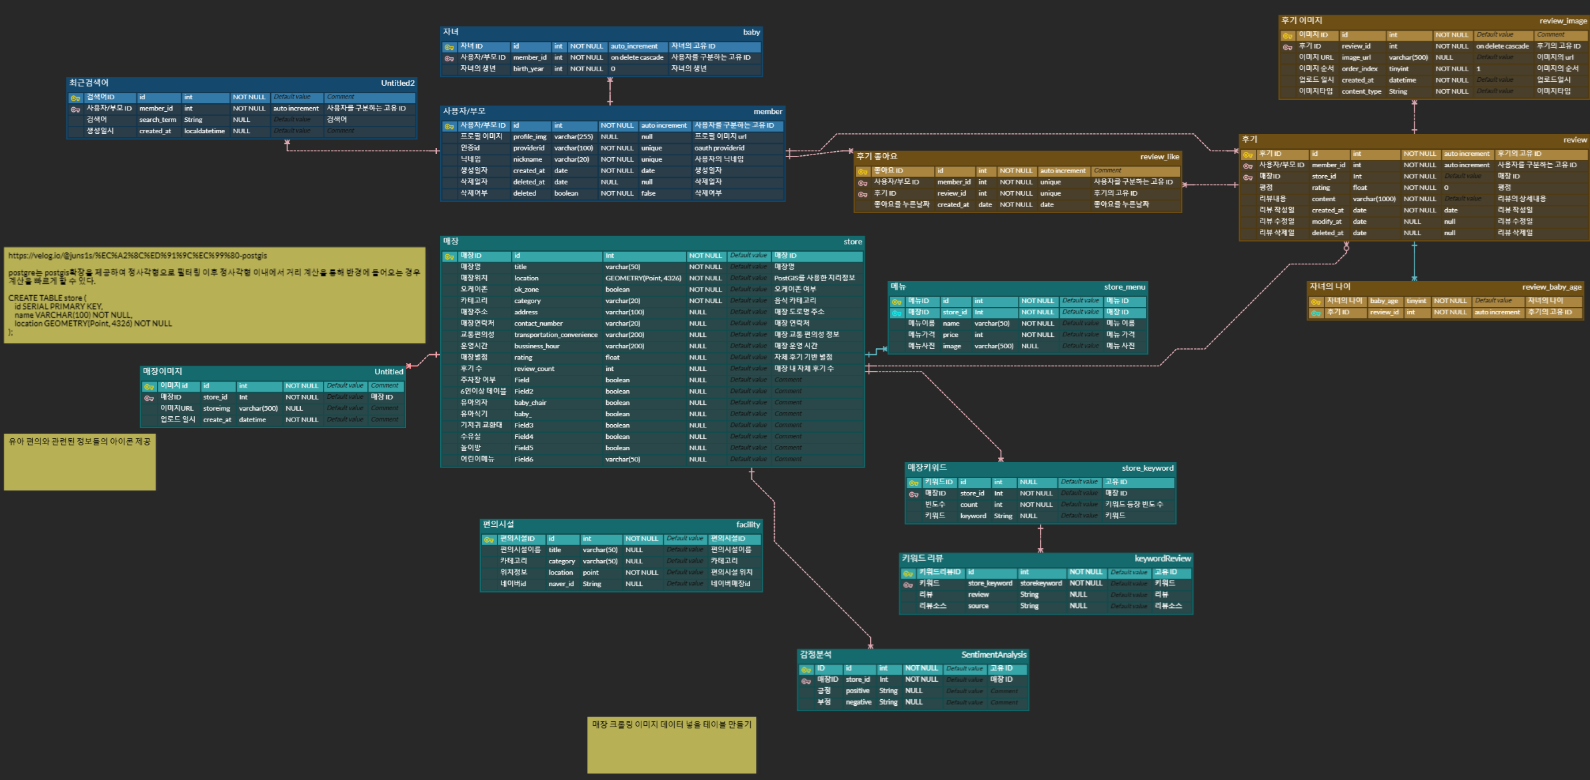 자녀 baby
자녀 ID id int NOT NULL auto_increment 자녀의 고유 ID
사용자/부모 ID member_id int NOT NULL on delete cascade 사용자를 구분하는 고유 ID
자녀의 생년 birth_year int NOT NULL 0 자녀의 생년
후기 이미지 review_image
이미지 ID id int NOT NULL Default value Comment
후기 ID review_id int NOT NULL on delete cascade 후기의 고유 ID
이미지 URL image_url varchar(500) NULL Default value 이미지의 url
이미지 순서 order_index tinyint NOT NULL 1 이미지의 순서
업로드 일시 created_at datetime NOT NULL Default value 업로드일시
이미지타입 content_type String NOT NULL Default value 이미지타입
최근검색어 Untitled2
검색어ID id int NOT NULL Default value Comment
사용자/부모 ID member_id int NOT NULL auto increment 사용자를 구분하는 고유 ID
검색어 search_term String NULL Default value 검색어
생성일시 created_at localdatetime NOT NULL Default value Comment
사용자/부모 member
사용자/부모ID id int NOT NULL auto increment 사용자를 구분하는 고유 ID
프로필 이미지 profile_img varchar(255) NULL null 프로필 이미지 url
인증id providerid varchar(100) NOT NULL unique oauth providerid
닉네임 nickname varchar(20) NOT NULL unique 사용자의 닉네임
생성일자 created_at date NOT NULL date 생성일자
삭제일자 deleted_at date NULL null 삭제일자
삭제여부 deleted boolean NOT NULL false 삭제여부
후기 좋아요 review_like
좋아요 ID id int NOT NULL auto increment Comment
사용자/부모 ID member_id int NOT NULL unique 사용자를 구분하는 고유 ID
후기 ID review_id int NOT NULL unique 후기의 고유 ID
좋아요를 누른날짜 created_at date NOT NULL date 좋아요를 누른날짜
후기 review
후기 ID id int NOT NULL auto increment 후기의 고유 ID
사용자/부모 ID member_id int NOT NULL auto increment 사용자를 구분하는 고유 ID
매장ID store_id Int NOT NULL Default value 매장 ID
평점 rating float NOT NULL 0 평점
리뷰내용 content varchar(1000) NOT NULL Default value 리뷰의 상세내용
리뷰 작성일 created_at date NOT NULL date 리뷰 작성일
리뷰 수정일 modify_at date NULL null 리뷰 수정일
리뷰 삭제일 deleted_at date NULL null 리뷰 삭제일
https://velog.io/@juns1s/%EC%A2%8C%ED%91%9C%EC%99%80-postgis
postgre는 postgis확장을 제공하여 정사각형으로 필터링 이후 정사각형 이내에서 거리 계산을 통해 반경에 들어오는 경우
계산을 빠르게 할 수 있다.
CREATE TABLE store (
id SERIAL PRIMARY KEY,
name VARCHAR(100) NOT NULL,
location GEOMETRY(Point, 4326) NOT NULL
);
매장 store
매장ID id Int NOT NULL Default value 매장 ID
매장명 title varchar(50) NULL Default value 매장명
매장위치 location GEOMETRY(Point, 4326) NULL Default value PostGIS를 사용한 지리정보
오케이존 ok_zone boolean NOT NULL Default value 오케이존 여부
카테고리 category varchar(20) NOT NULL Default value 음식 카테고리
매장주소 address varchar(100) NULL Default value 매장 도로명 주소
매장연락처 contact_number varchar(20) NULL Default value 매장 연락처
교통편의성 transportation_convenience varchar(200) NULL Default value 매장 교통 편의성 정보
운영시간 bussiness_hour varchar(200) NULL Default value 매장 운영 시간
매장별점 rating float NULL Default value 자체 후기 기반 별점
후기 수 review_count int NULL Default value 매장 내 자체 후기 수
주차장 여부 Field boolean NULL Default value Comment
6인이상 테이블 Field2 boolean NULL Default value Comment
유아의자 baby_chair boolean NULL Default value Comment
유아식기 baby_ boolean NULL Default value Comment
기저귀 교환대 Field3 boolean NULL Default value Comment
수유실 Field4 boolean NULL Default value Comment
놀이방 Field5 boolean NULL Default value Comment
어린이메뉴 Field6 varchar(50) NULL Default value Comment
메뉴 store_menu
메뉴ID id int NOT NULL Default value 메뉴 ID
매장ID store_id Int NOT NULL Default value 매장 ID
메뉴이름 name varchar(50) NOT NULL Default value 메뉴 이름
메뉴가격 price int NOT NULL Default value 메뉴 가격
메뉴사진 image varchar(500) NULL Default value 메뉴 사진
자녀의 나이 review_baby_age
자녀의 나이 baby_age tinyint NOT NULL Default value 자녀의 나이
후기 ID review_id int NOT NULL auto increment 후기의 고유 ID
매장이미지 Untitled
이미지 id id int NOT NULL Default value Comment
매장ID store_id Int NOT NULL Default value 매장 ID
이미지URL storeimg varchar(500) NULL Default value Comment
업로드 일시 create_at datetime NOT NULL Default value Comment
유아 편의와 관련된 정보들의 아이콘 제공
매장키워드 store_keyword
키워드ID id int NULL Default value 고유 ID
매장ID store_id Int NOT NULL Default value 매장 ID
빈도수 count int NOT NULL Default value 키워드 등장 빈도 수
키워드 keyword String NULL Default value 키워드
편의시설 facility
편의시설ID id int NOT NULL Default value 편의시설ID
편의시설이름 title varchar(50) NULL Default value 편의시설이름
카테고리 category varchar(50) NULL Default value 카테고리
위치정보 location point NOT NULL Default value 편의시설 위치
네이버id naver_id String NULL Default value 네이버매장id
키워드 리뷰 keywordReview
키워드리뷰ID id int NOT NULL Default value 고유 ID
키워드 store_keyword storekeyword NOT NULL Default value 키워드
리뷰 review String NULL Default value 리뷰
리뷰소스 source String NULL Default value 리뷰소스
감정분석 SentimentAnalysis
ID id int NOT NULL Default value 고유 ID
매장ID store_id Int NOT NULL Default value 매장 ID
긍정 positive String NULL Default value Comment
부정 negative String NULL Default value Comment
매장 크롤링 이미지 데이터 넣을 테이블 만들기